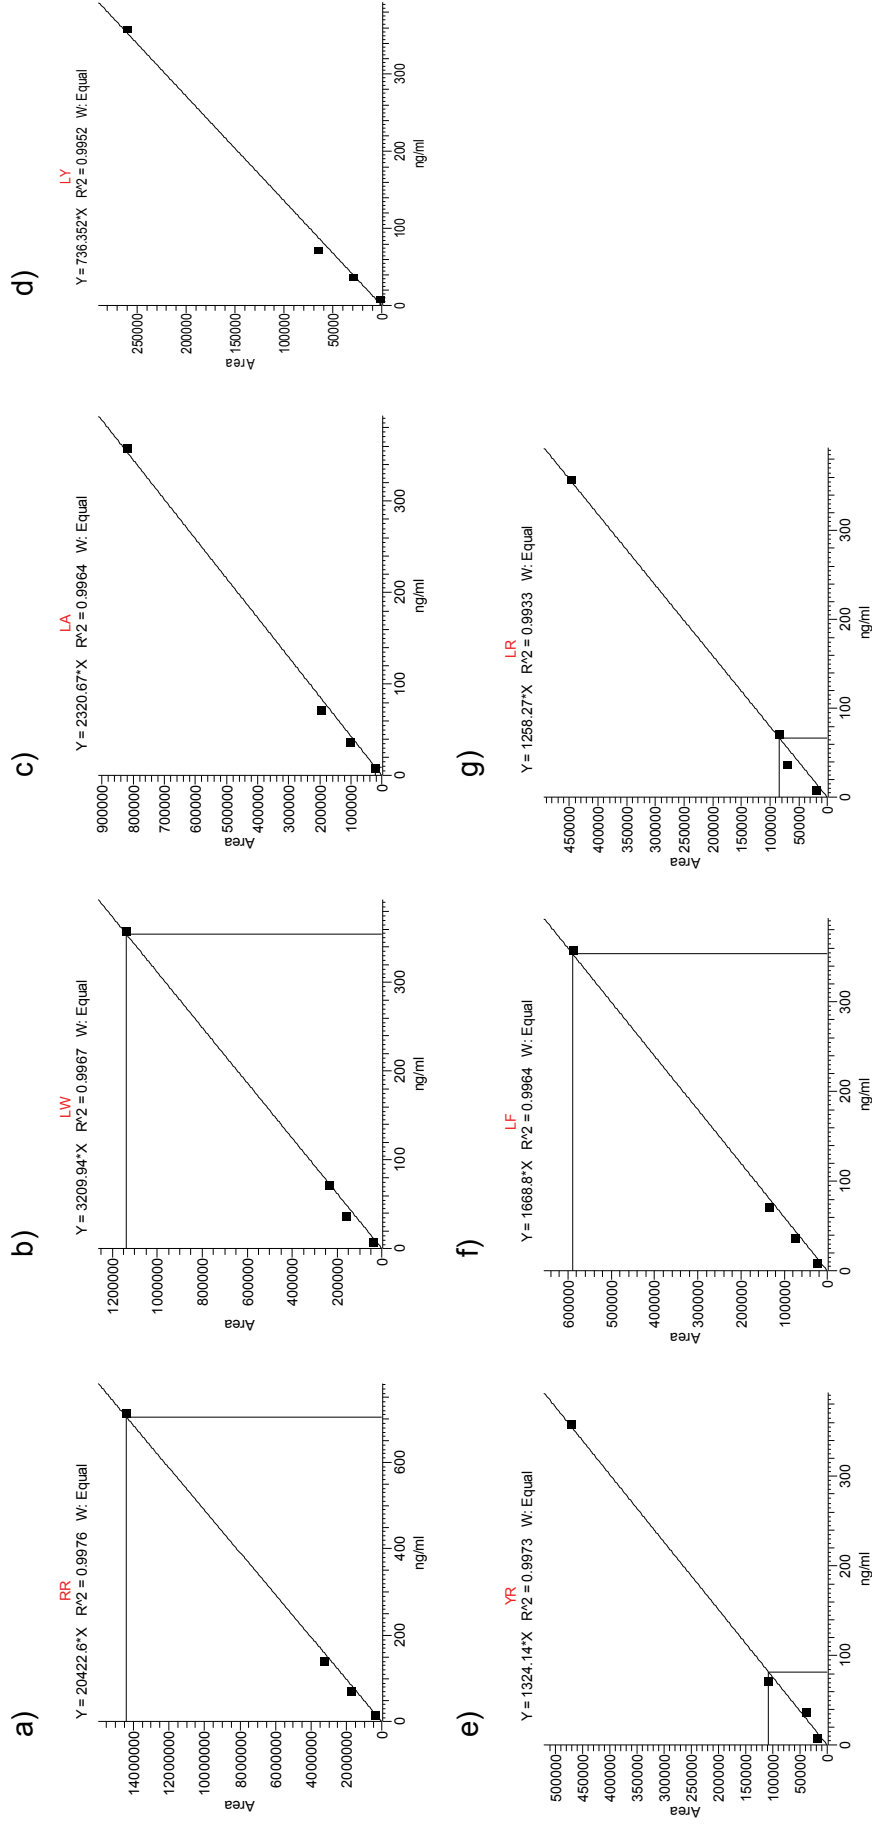 a)
RR
Y = 20422.6*X R^2 = 0.9976 W: Equal
14000000
12000000
10000000
8000000
6000000
4000000
2000000
0
Area
0 200 400 600
ng/ml
b)
LW
Y = 3209.94*X R^2 = 0.9967 W: Equal
1200000
1000000
800000
600000
400000
200000
0
Area
0 100 200 300
ng/ml
c)
LA
Y = 2320.67*X R^2 = 0.9964 W: Equal
900000
800000
700000
600000
500000
400000
300000
200000
100000
0
Area
0 100 200 300
ng/ml
d)
LY
Y = 736.352*X R^2 = 0.9952 W: Equal
250000
200000
150000
100000
50000
0
Area
0 100 200 300
ng/ml
e)
YR
Y = 1324.14*X R^2 = 0.9973 W: Equal
500000
450000
400000
350000
300000
250000
200000
150000
100000
50000
0
Area
0 100 200 300
ng/ml
f)
LF
Y = 1668.8*X R^2 = 0.9964 W: Equal
600000
500000
400000
300000
200000
100000
0
Area
0 100 200 300
ng/ml
g)
LR
Y = 1258.27*X R^2 = 0.9933 W: Equal
450000
400000
350000
300000
250000
200000
150000
100000
50000
0
Area
0 100 200 300
ng/ml